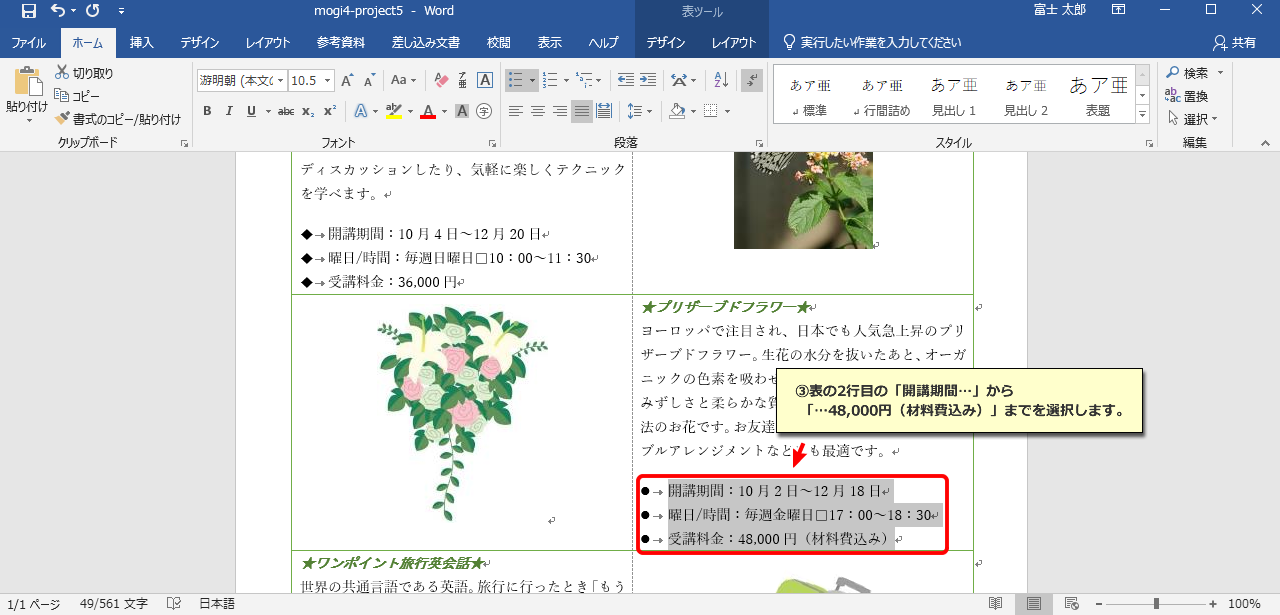 mogi4-project5 - Word
表ツール
富士 太郎
ファイル ホーム 挿入 デザイン レイアウト 参考資料 差し込み文書 校閲 表示 ヘルプ デザイン レイアウト 実行したい作業を入力してください 共有
貼り付け
切り取り
コピー
書式のコピー/貼り付け
クリップボード
游明朝 (本文の 10.5
B I U abc x₂ x²
フォント
段落
あア亜 あア亜 あア亜 あア亜 あア亜
標準 行間詰め 見出し 1 見出し 2 表題
スタイル
検索
置換
選択
編集
ディスカッションしたり、気軽に楽しくテクニック
を学べます。
◆→開講期間：10 月 4 日～12 月 20 日
◆→曜日/時間：毎週日曜日□10：00～11：30
◆→受講料金：36,000 円
★プリザーブドフラワー★
ヨーロッパで注目され、日本でも人気急上昇のプリ
ザーブドフラワー。生花の水分を抜いたあと、オーガ
ニックの色素を吸わせ
みずしさと柔らかな質
法のお花です。お友達
ブルアレンジメントなど も最適です。
③表の2行目の「開講期間…」から
「…48,000円（材料費込み）」までを選択します。
●→開講期間：10 月 2 日～12 月 18 日
●→曜日/時間：毎週金曜日□17：00～18：30
●→受講料金：48,000 円（材料費込み）
★ワンポイント旅行英会話★
世界の共通言語である英語。旅行に行ったとき「もう
1/1 ページ 49/561 文字 日本語 100%